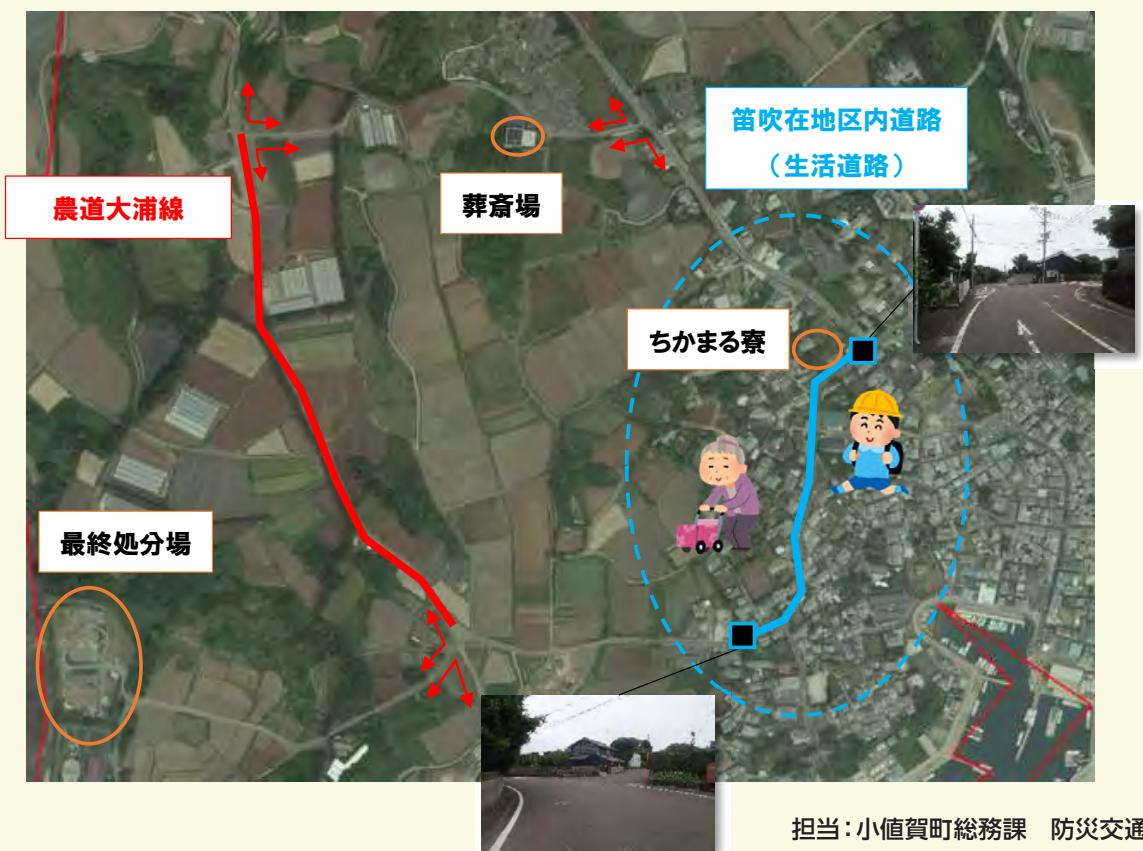 笛吹在地区内道路
（生活道路）
農道大浦線
葬斎場
ちかまる寮
最終処分場
担当：小値賀町総務課　防災交通